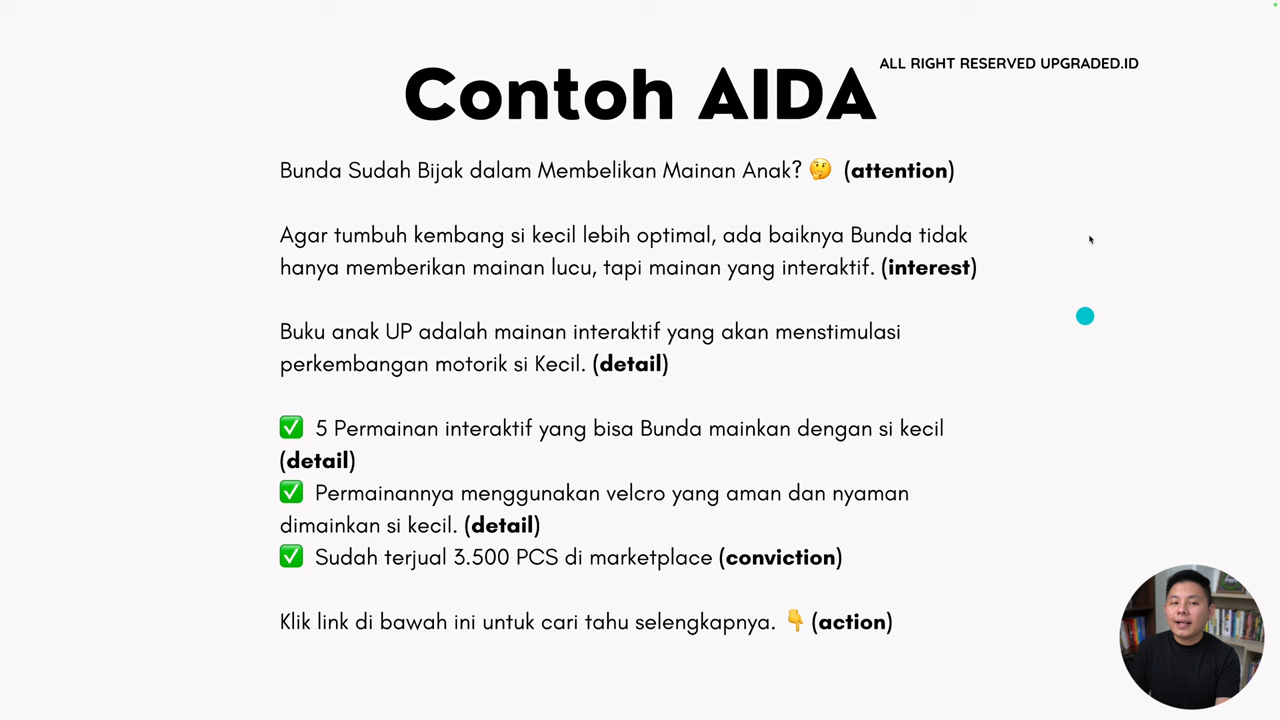 ALL RIGHT RESERVED UPGRADED.ID
Contoh AIDA
Bunda Sudah Bijak dalam Membelikan Mainan Anak? 🤔 (attention)
Agar tumbuh kembang si kecil lebih optimal, ada baiknya Bunda tidak
hanya memberikan mainan lucu, tapi mainan yang interaktif. (interest)
Buku anak UP adalah mainan interaktif yang akan menstimulasi
perkembangan motorik si Kecil. (detail)
✅ 5 Permainan interaktif yang bisa Bunda mainkan dengan si kecil
(detail)
✅ Permainannya menggunakan velcro yang aman dan nyaman
dimainkan si kecil. (detail)
✅ Sudah terjual 3.500 PCS di marketplace (conviction)
Klik link di bawah ini untuk cari tahu selengkapnya. 👇 (action)